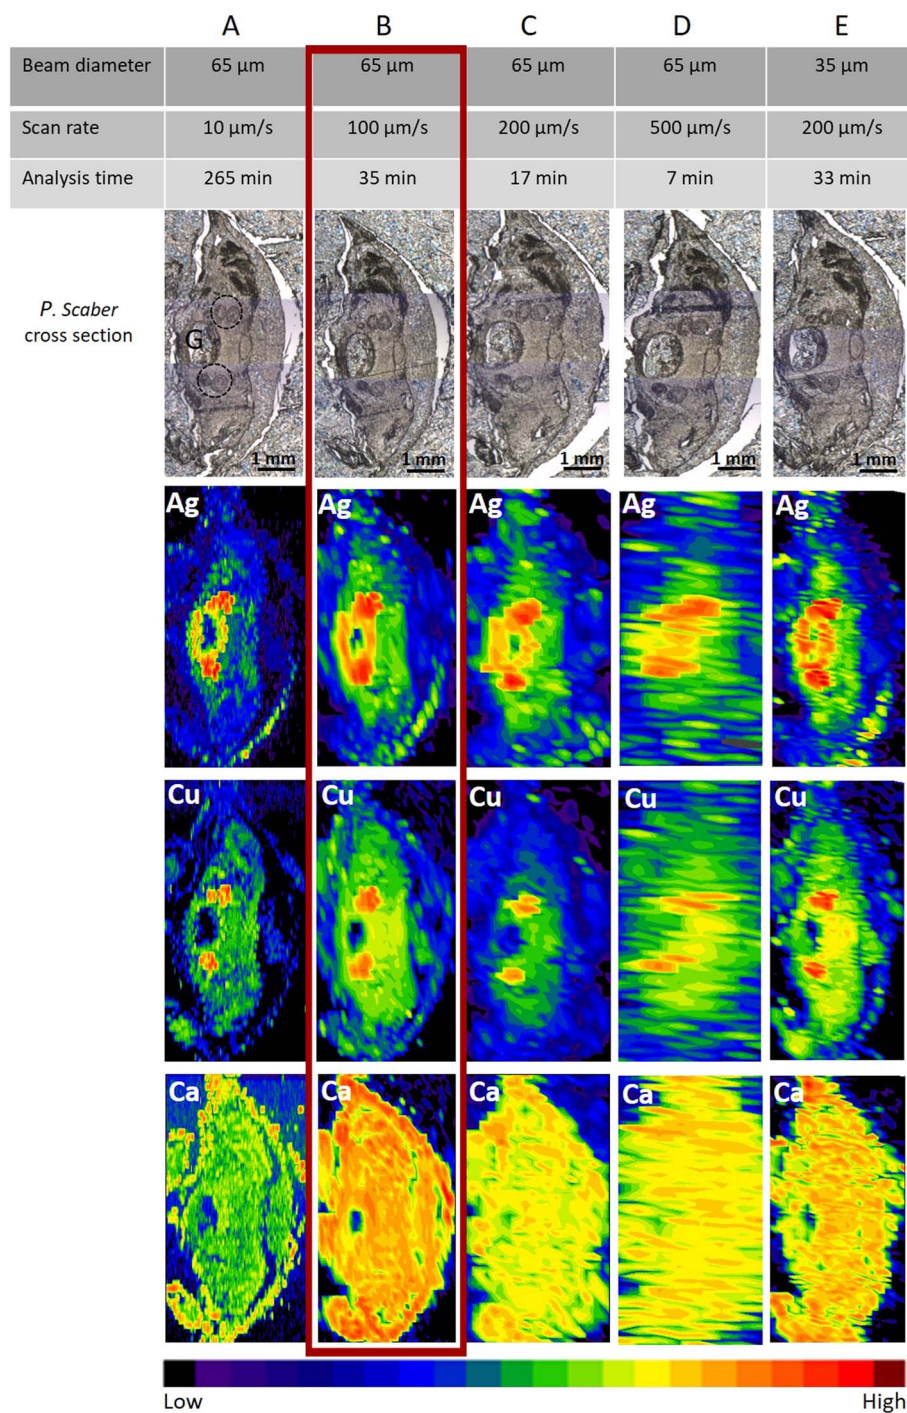 A B C D E
Beam diameter 65 μm 65 μm 65 μm 65 μm 35 μm
Scan rate 10 μm/s 100 μm/s 200 μm/s 500 μm/s 200 μm/s
Analysis time 265 min 35 min 17 min 7 min 33 min
P. Scaber
cross section
G
1 mm 1 mm 1 mm 1 mm 1 mm
Ag Ag Ag Ag Ag
Cu Cu Cu Cu Cu
Ca Ca Ca Ca Ca
Low High